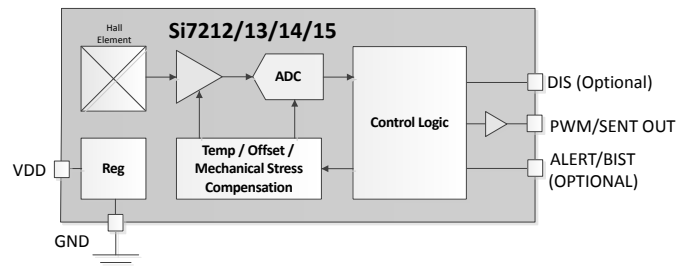 Si7212/13/14/15
Hall
Element
ADC
Control Logic
DIS (Optional)
PWM/SENT OUT
ALERT/BIST
(OPTIONAL)
Temp / Offset /
Mechanical Stress
Compensation
VDD
Reg
GND